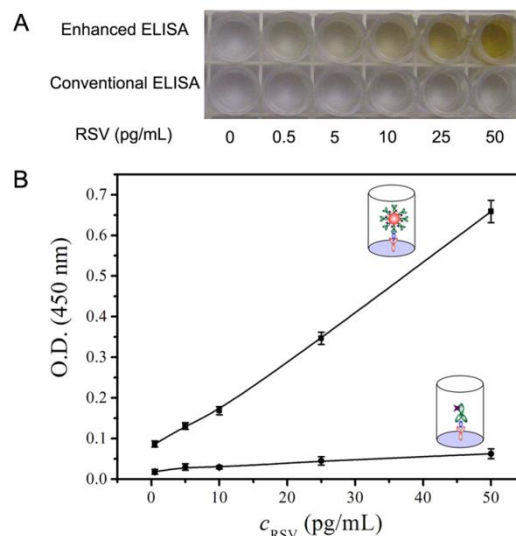 A
Enhanced ELISA
Conventional ELISA
RSV (pg/mL) 0 0.5 5 10 25 50
B
0.7
0.6
0.5
0.4
0.3
0.2
0.1
0.0
O.D. (450 nm)
0 10 20 30 40 50
c_RSV (pg/mL)